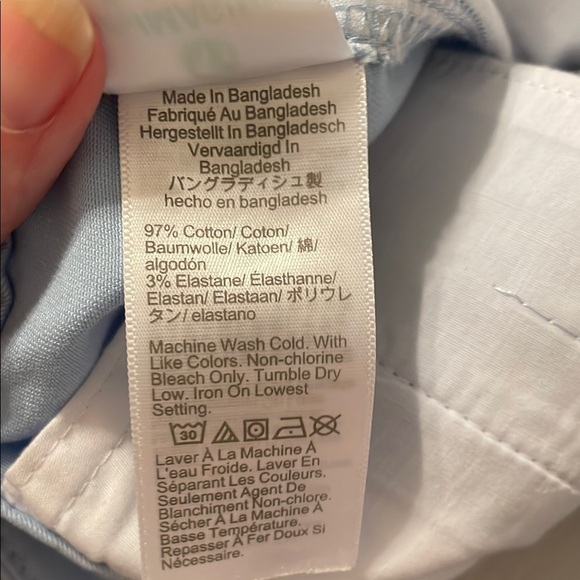 Made In Bangladesh
Fabriqué Au Bangladesh
Hergestellt In Bangladesch
Vervaardigd In
Bangladesh
バングラディシュ製
hecho en bangladesh
97% Cotton/ Coton/
Baumwolle/ Katoen/ 綿/
algodón
3% Elastane/ Élasthanne/
Elastan/ Elastaan/ ポリウレ
タン/ elastano
Machine Wash Cold. With
Like Colors. Non-chlorine
Bleach Only. Tumble Dry
Low. Iron On Lowest
Setting.
30
Laver À La Machine À
L'eau Froide. Laver En
Séparant Les Couleurs.
Seulement Agent De
Blanchiment Non-chlore.
Sécher À La Machine À
Basse Température.
Repasser À Fer Doux Si
Nécessaire.